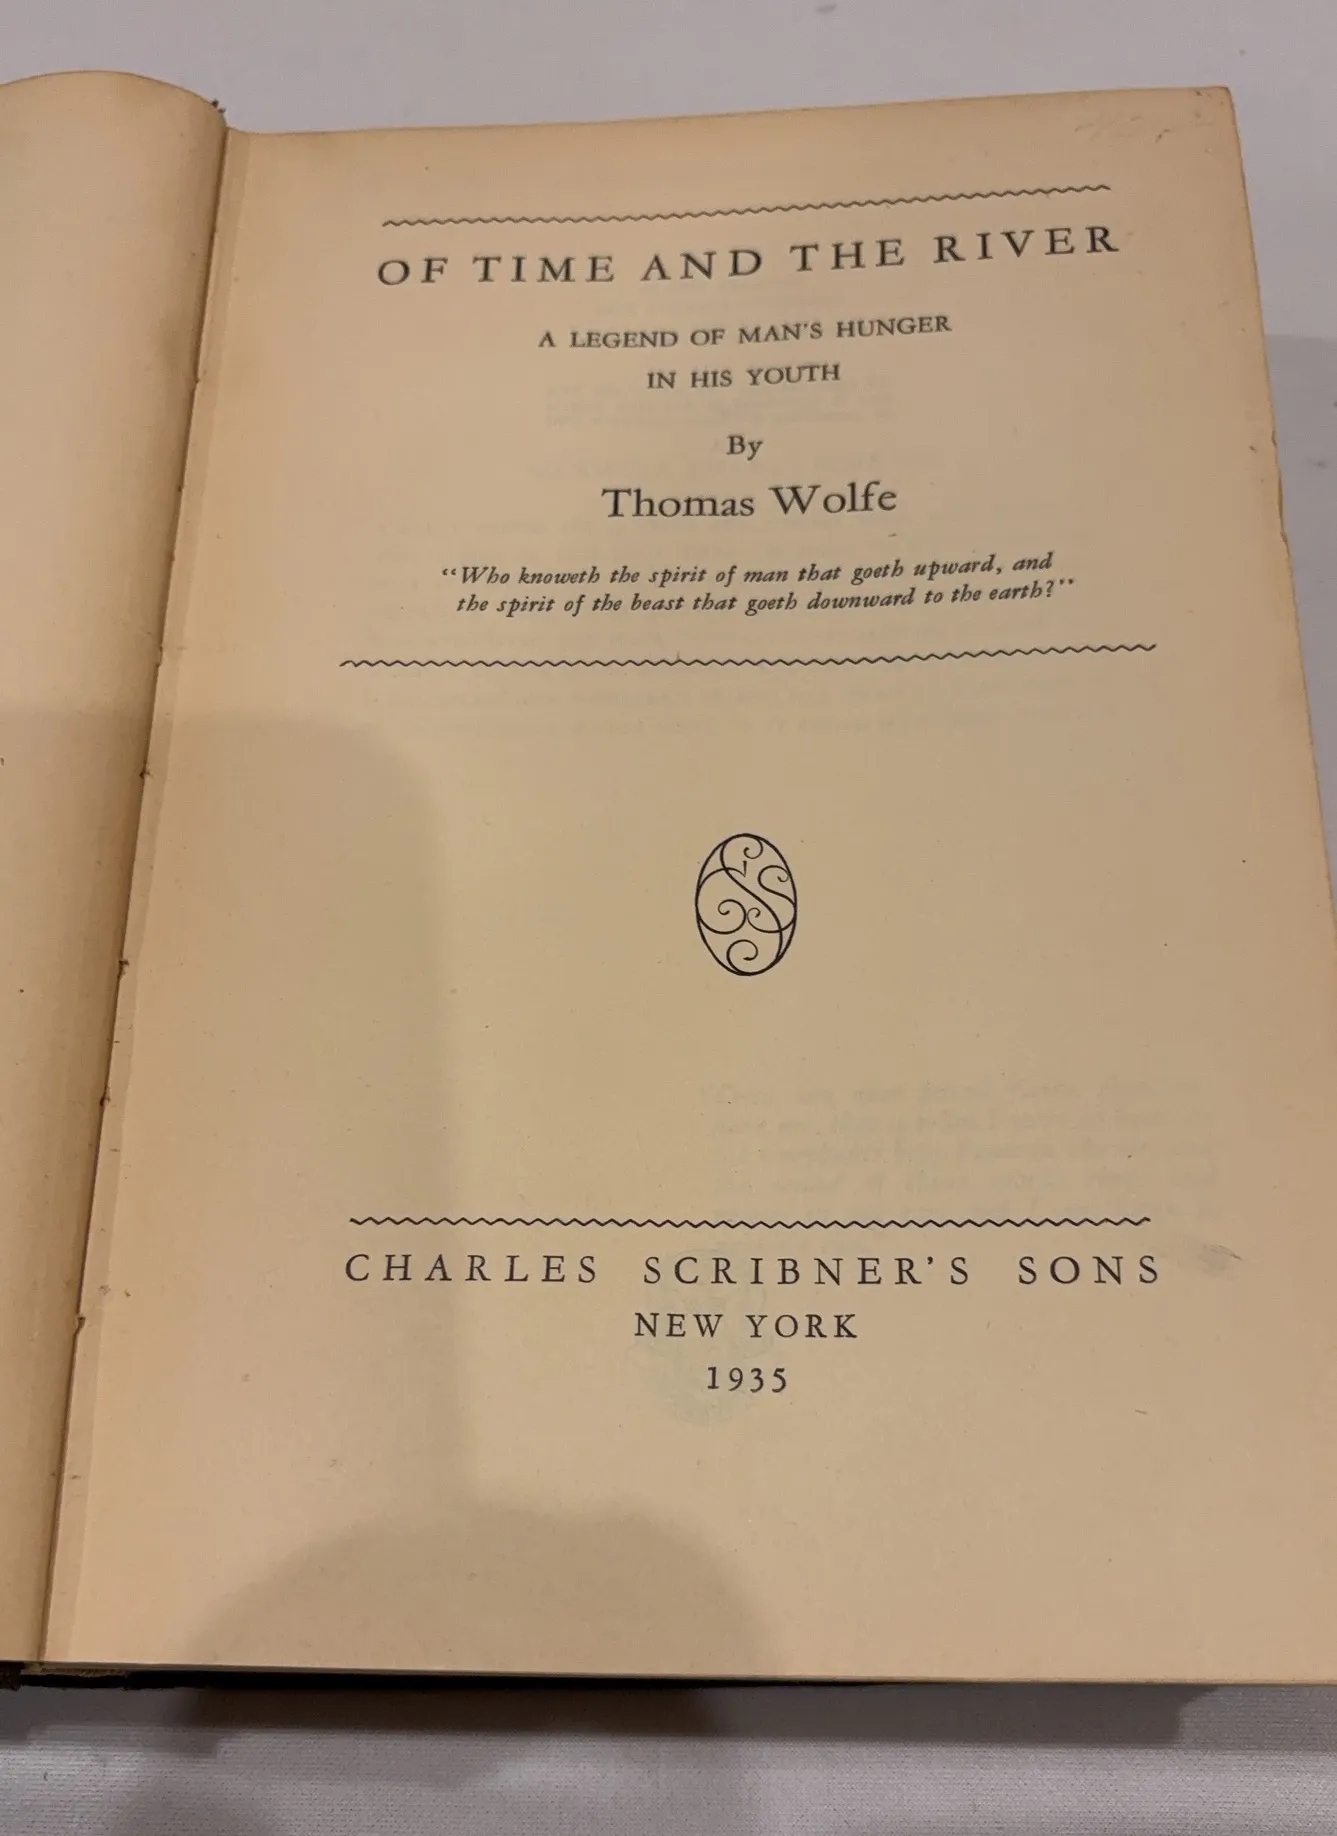 OF TIME AND THE RIVER
A LEGEND OF MAN'S HUNGER
IN HIS YOUTH
By
Thomas Wolfe
“Who knoweth the spirit of man that goeth upward, and
the spirit of the beast that goeth downward to the earth?”
CHARLES SCRIBNER'S SONS
NEW YORK
1935